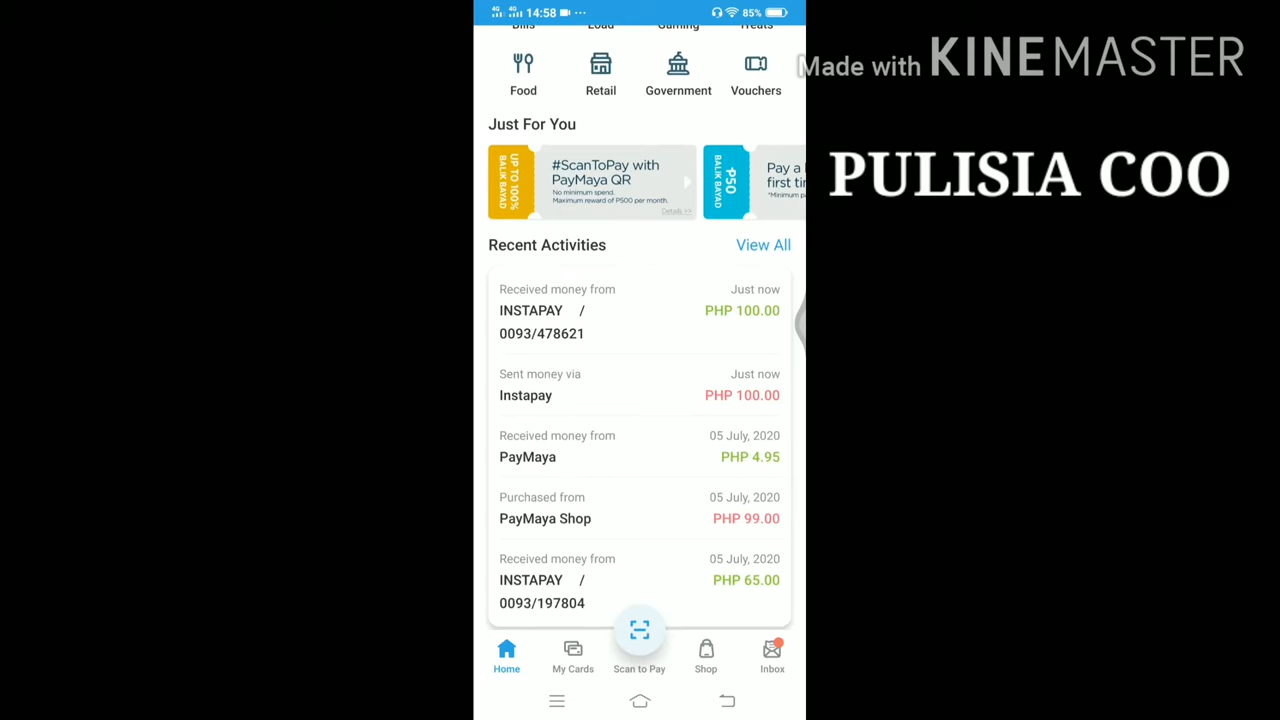 4G 4G 14:58 ... 85%
Bills Load Gaming Treats
Food Retail Government Vouchers
Made with KINEMASTER
PULISIA COO
Just For You
UP TO 100%
BALIK BAYAD
#ScanToPay with
PayMaya QR
No minimum spend.
Maximum reward of P500 per month.
Details >>
-P50
BALIK BAYAD
Pay a
first
*Minimum
Recent Activities View All
Received money from Just now
INSTAPAY / PHP 100.00
0093/478621
Sent money via Just now
Instapay PHP 100.00
Received money from 05 July, 2020
PayMaya PHP 4.95
Purchased from 05 July, 2020
PayMaya Shop PHP 99.00
Received money from 05 July, 2020
INSTAPAY / PHP 65.00
0093/197804
Home My Cards Scan to Pay Shop Inbox